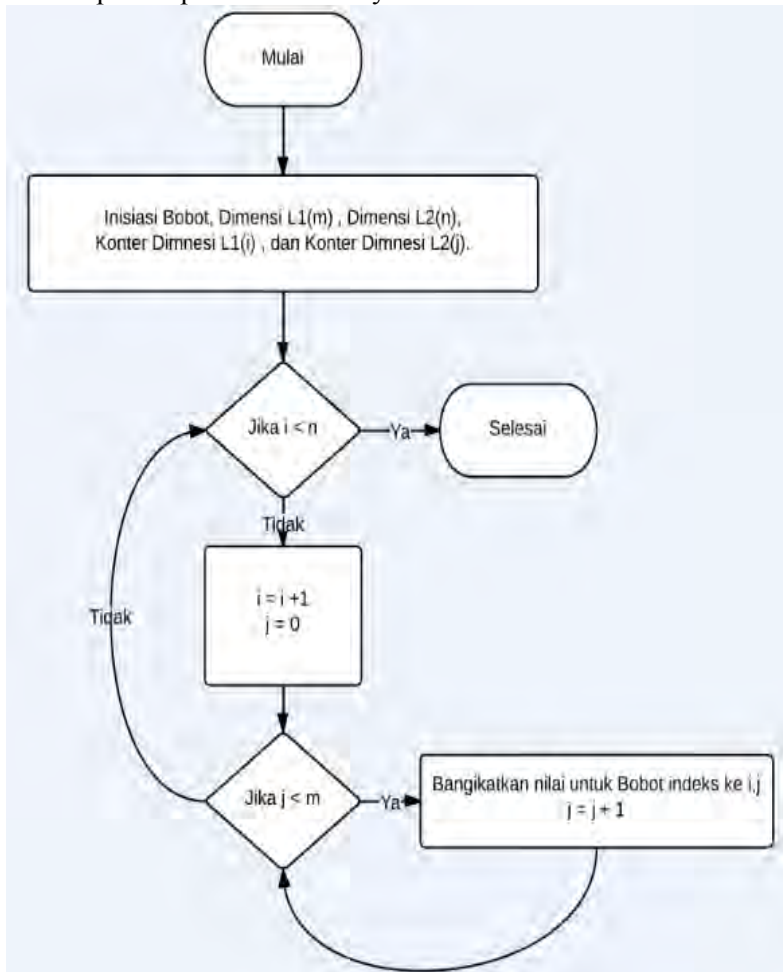 Mulai
Inisiasi Bobot, Dimensi L1(m) , Dimensi L2(n),
Konter Dimnesi L1(i) , dan Konter Dimnesi L2(j).
Jika i < n
Ya
Selesai
Tidak
i = i +1
j = 0
Tidak
Jika j < m
Ya
Bangikatkan nilai untuk Bobot indeks ke i,j
j = j + 1